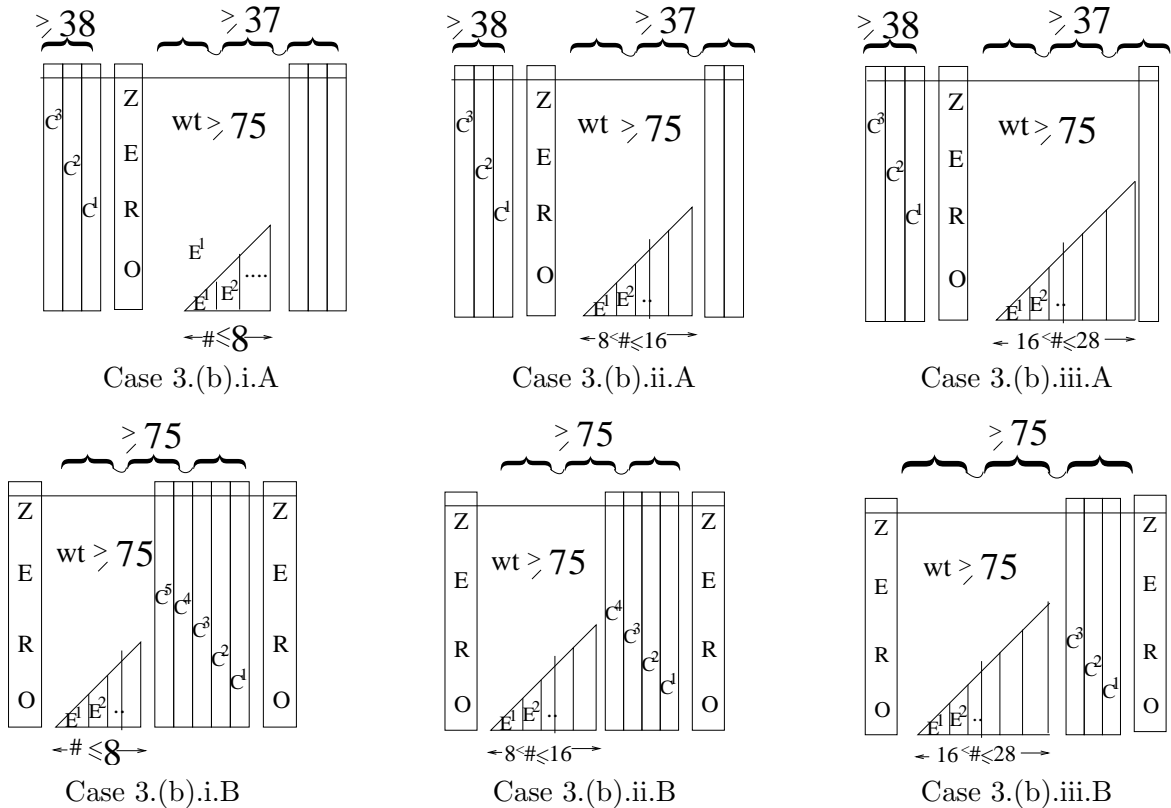 ≥38 ≥37
C³ C² C¹
Z E R O
wt ≥ 75
E¹
E¹ E² ....
#≤8
Case 3.(b).i.A
≥38 ≥37
C³ C² C¹
Z E R O
wt ≥ 75
E¹ E² ..
8<#≤16
Case 3.(b).ii.A
≥38 ≥37
C³ C² C¹
Z E R O
wt ≥ 75
E¹ E² ..
16<#≤28
Case 3.(b).iii.A
≥75
Z E R O
wt ≥ 75
C⁵ C⁴ C³ C² C¹
Z E R O
E¹ E² ..
# ≤8
Case 3.(b).i.B
≥75
Z E R O
wt ≥ 75
C⁴ C³ C² C¹
Z E R O
E¹ E² ..
8<#≤16
Case 3.(b).ii.B
≥75
Z E R O
wt ≥ 75
C³ C² C¹
Z E R O
E¹ E² ..
16<#≤28
Case 3.(b).iii.B